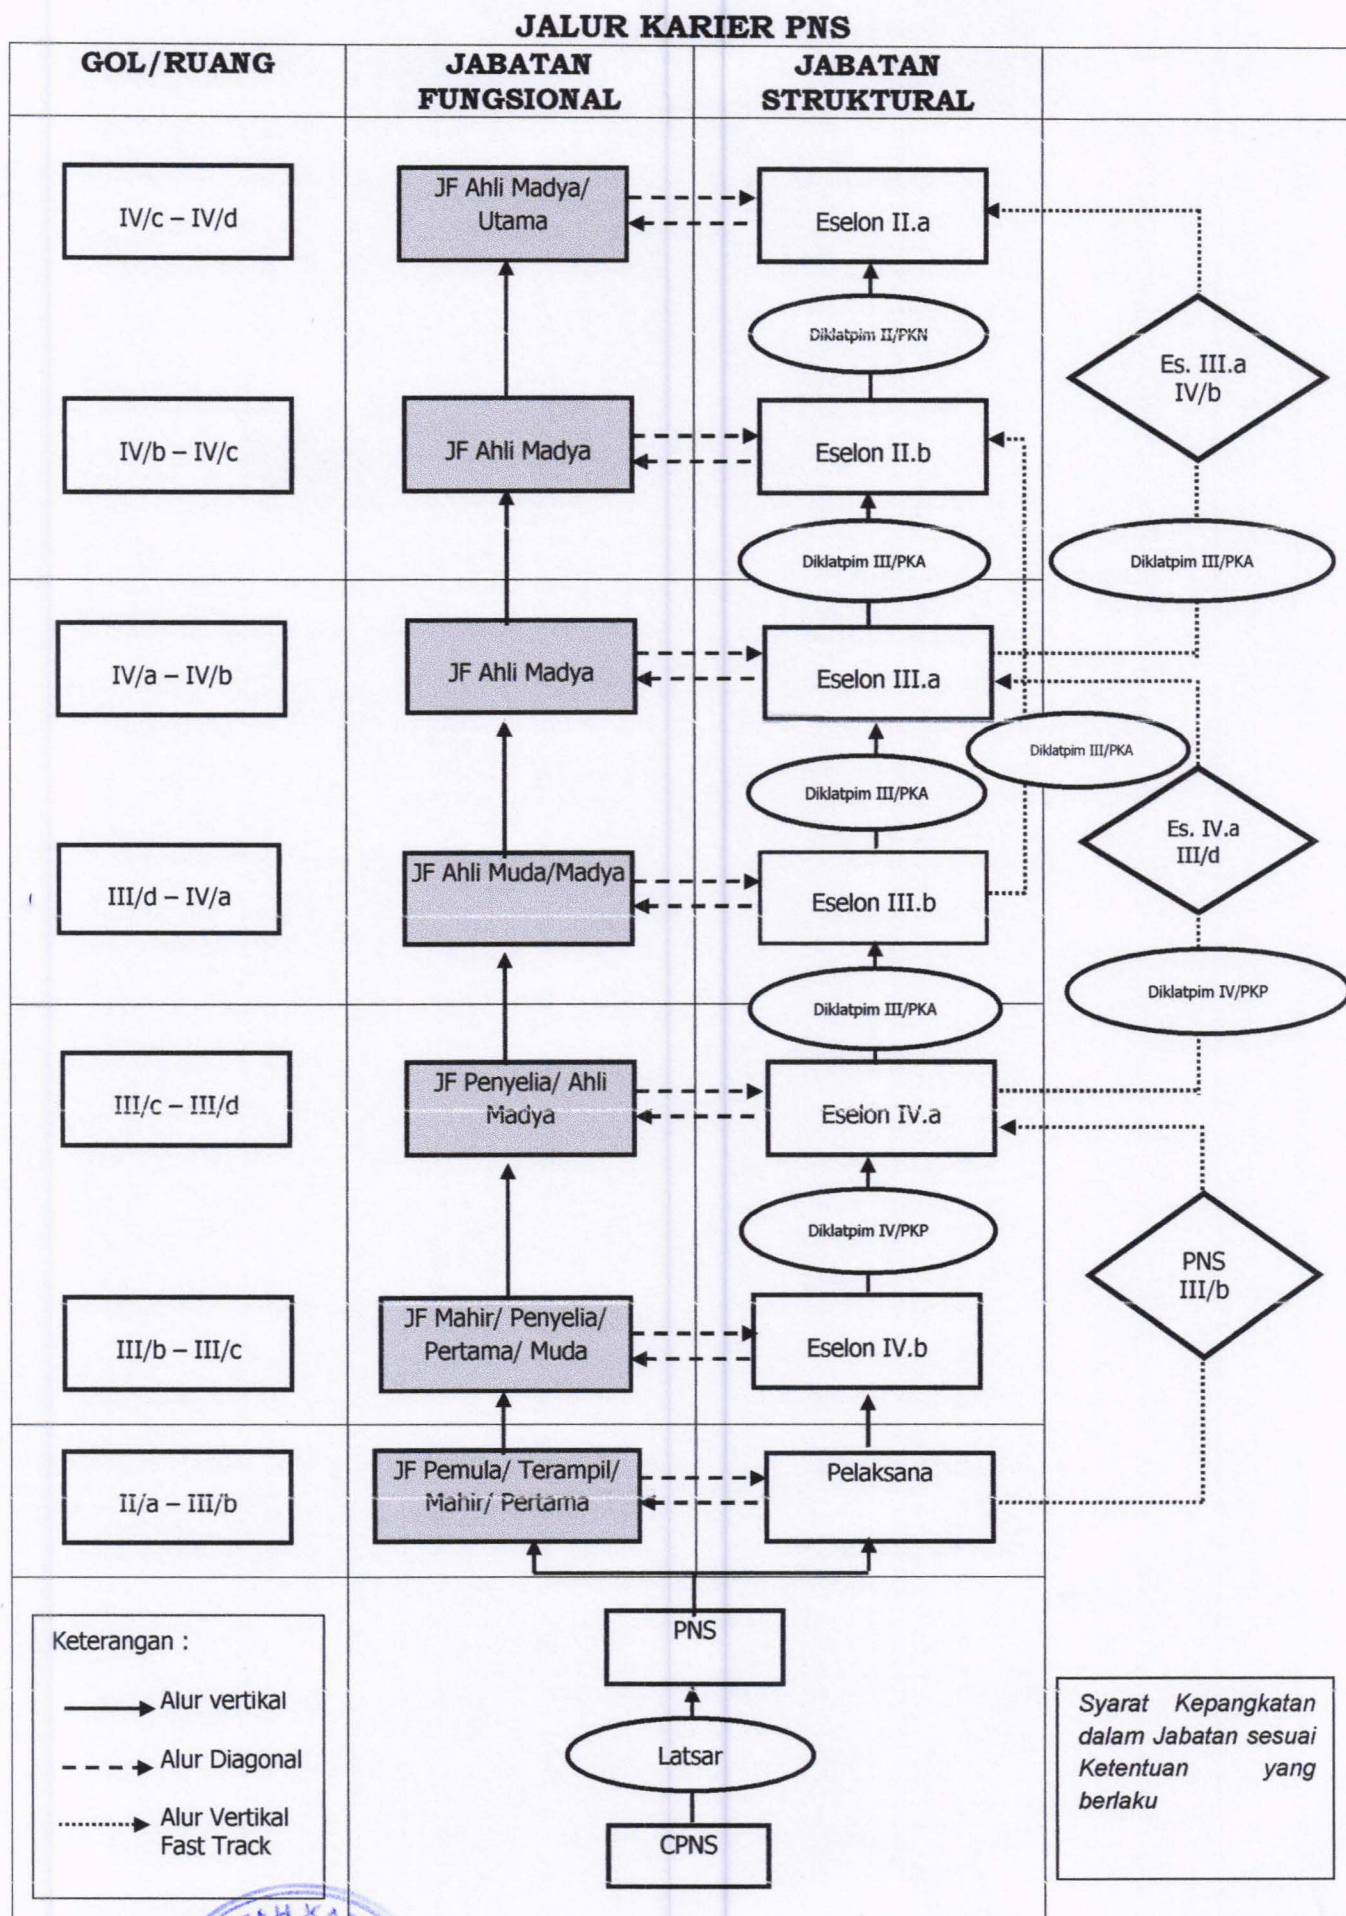 JALUR KARIER PNS
GOL/RUANG
JABATAN
FUNGSIONAL
JABATAN
STRUKTURAL
IV/c – IV/d
JF Ahli Madya/
Utama
Eselon II.a
Diklatpim II/PKN
Es. III.a
IV/b
IV/b – IV/c
JF Ahli Madya
Eselon II.b
Diklatpim III/PKA
Diklatpim III/PKA
IV/a – IV/b
JF Ahli Madya
Eselon III.a
Diklatpim III/PKA
Diklatpim III/PKA
Es. IV.a
III/d
III/d – IV/a
JF Ahli Muda/Madya
Eselon III.b
Diklatpim III/PKA
Diklatpim IV/PKP
III/c – III/d
JF Penyelia/ Ahli
Madya
Eselon IV.a
Diklatpim IV/PKP
PNS
III/b
III/b – III/c
JF Mahir/ Penyelia/
Pertama/ Muda
Eselon IV.b
II/a – III/b
JF Pemula/ Terampil/
Mahir/ Pertama
Pelaksana
PNS
Latsar
CPNS
Keterangan :
Alur vertikal
Alur Diagonal
Alur Vertikal
Fast Track
Syarat Kepangkatan
dalam Jabatan sesuai
Ketentuan yang
berlaku